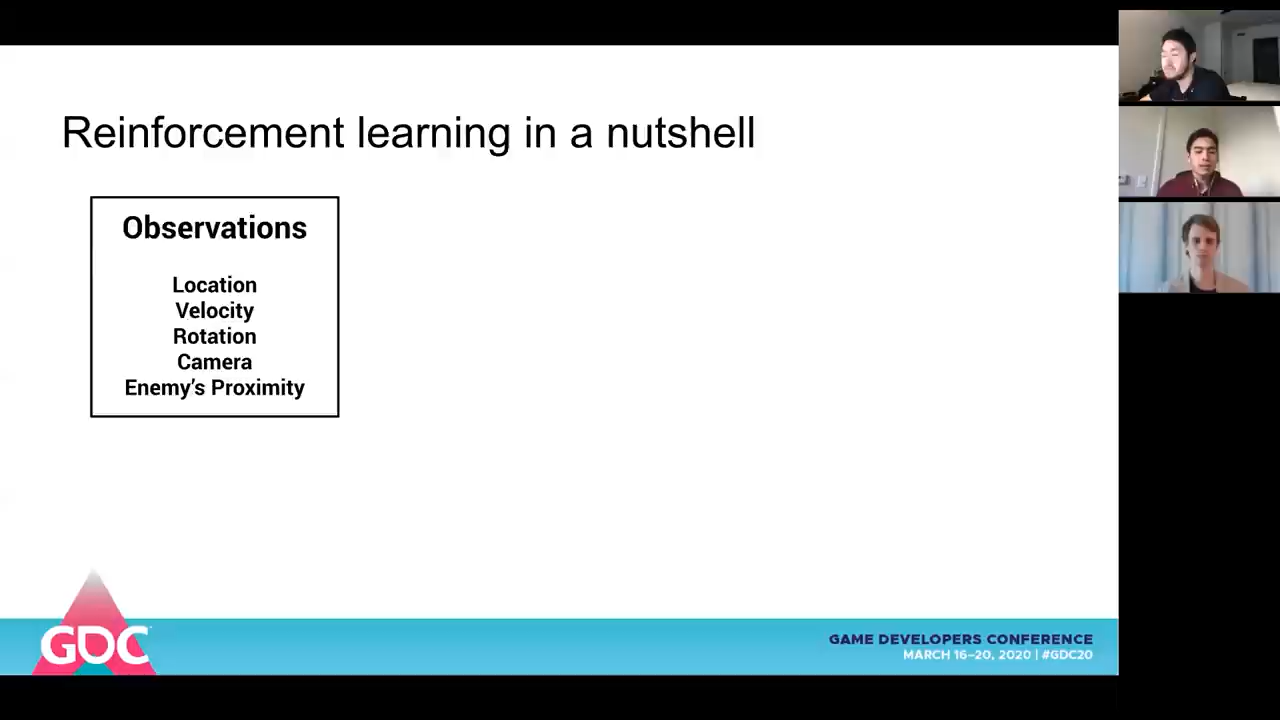 Reinforcement learning in a nutshell
Observations
Location
Velocity
Rotation
Camera
Enemy’s Proximity
GDC
GAME DEVELOPERS CONFERENCE
MARCH 16–20, 2020 | #GDC20